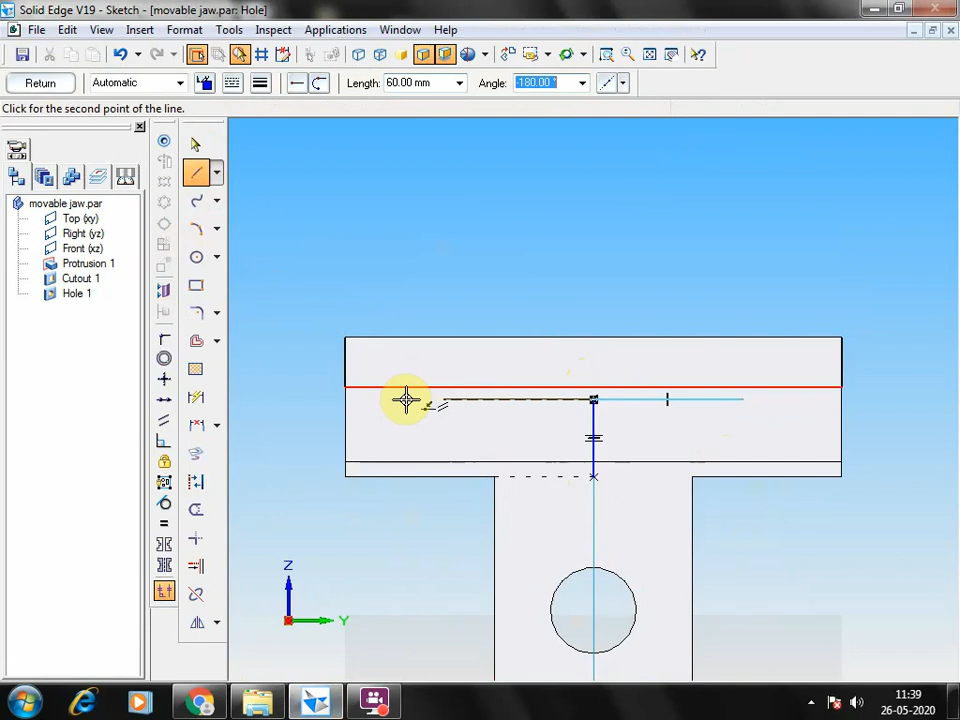 Solid Edge V19 - Sketch - [movable jaw.par: Hole]
File Edit View Insert Format Tools Inspect Applications Window Help
Return Automatic Length: 60.00 mm Angle: -180.00 °
Click for the second point of the line.
movable jaw.par
Top (xy)
Right (yz)
Front (xz)
Protrusion 1
Cutout 1
Hole 1
Z
Y
11:39
26-05-2020